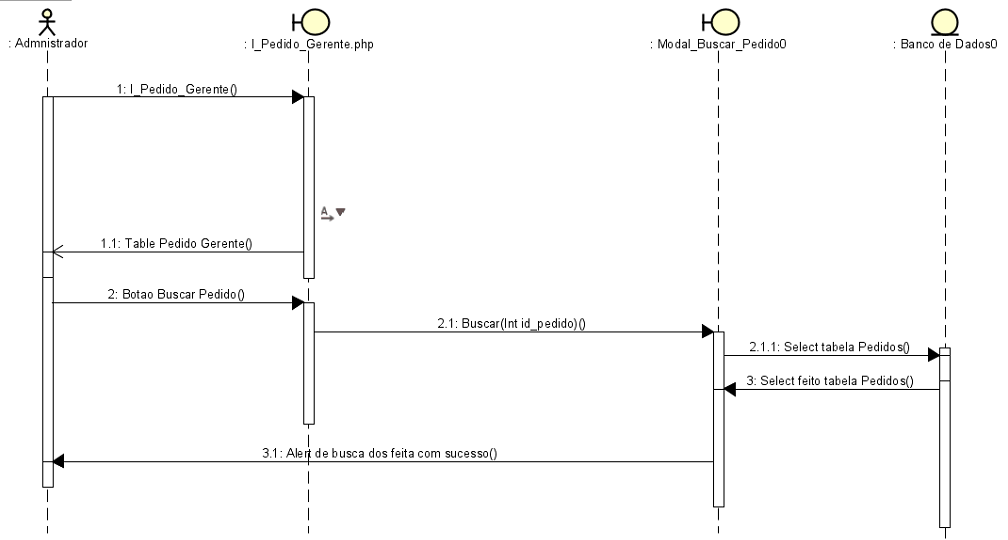 : Admnistrador
: I_Pedido_Gerente.php
: Modal_Buscar_Pedido0
: Banco de Dados0
1: I_Pedido_Gerente()
A
1.1: Table Pedido Gerente()
2: Botao Buscar Pedido()
2.1: Buscar(Int id_pedido)()
2.1.1: Select tabela Pedidos()
3: Select feito tabela Pedidos()
3.1: Alert de busca dos feita com sucesso()